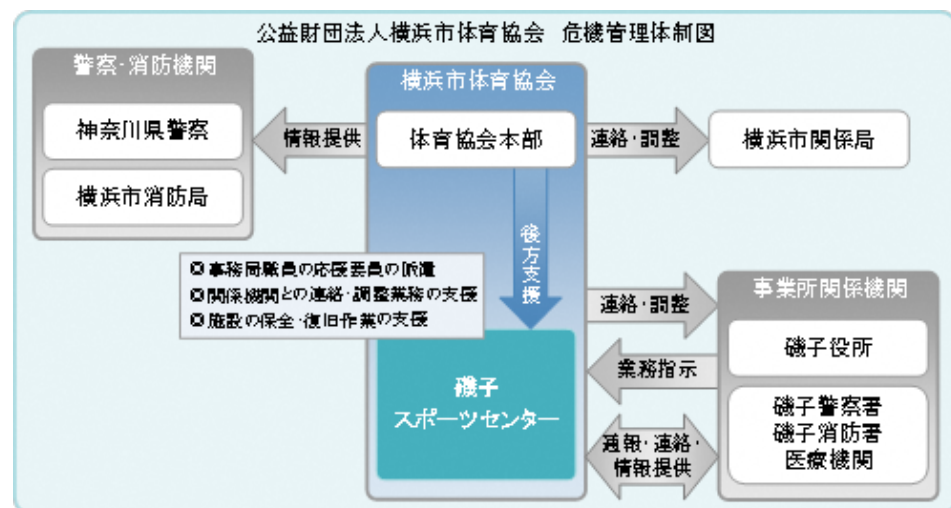 公益財団法人横浜市体育協会 危機管理体制図
警察・消防機関
神奈川県警察
横浜市消防局
情報提供
横浜市体育協会
体育協会本部
連絡・調整
横浜市関係局
後方支援
◎事務局職員の応援要員の派遣
◎関係機関との連絡・調整業務の支援
◎施設の保全・復旧作業の支援
磯子
スポーツセンター
連絡・調整
業務指示
通報・連絡・
情報提供
事業所関係機関
磯子役所
磯子警察署
磯子消防署
医療機関